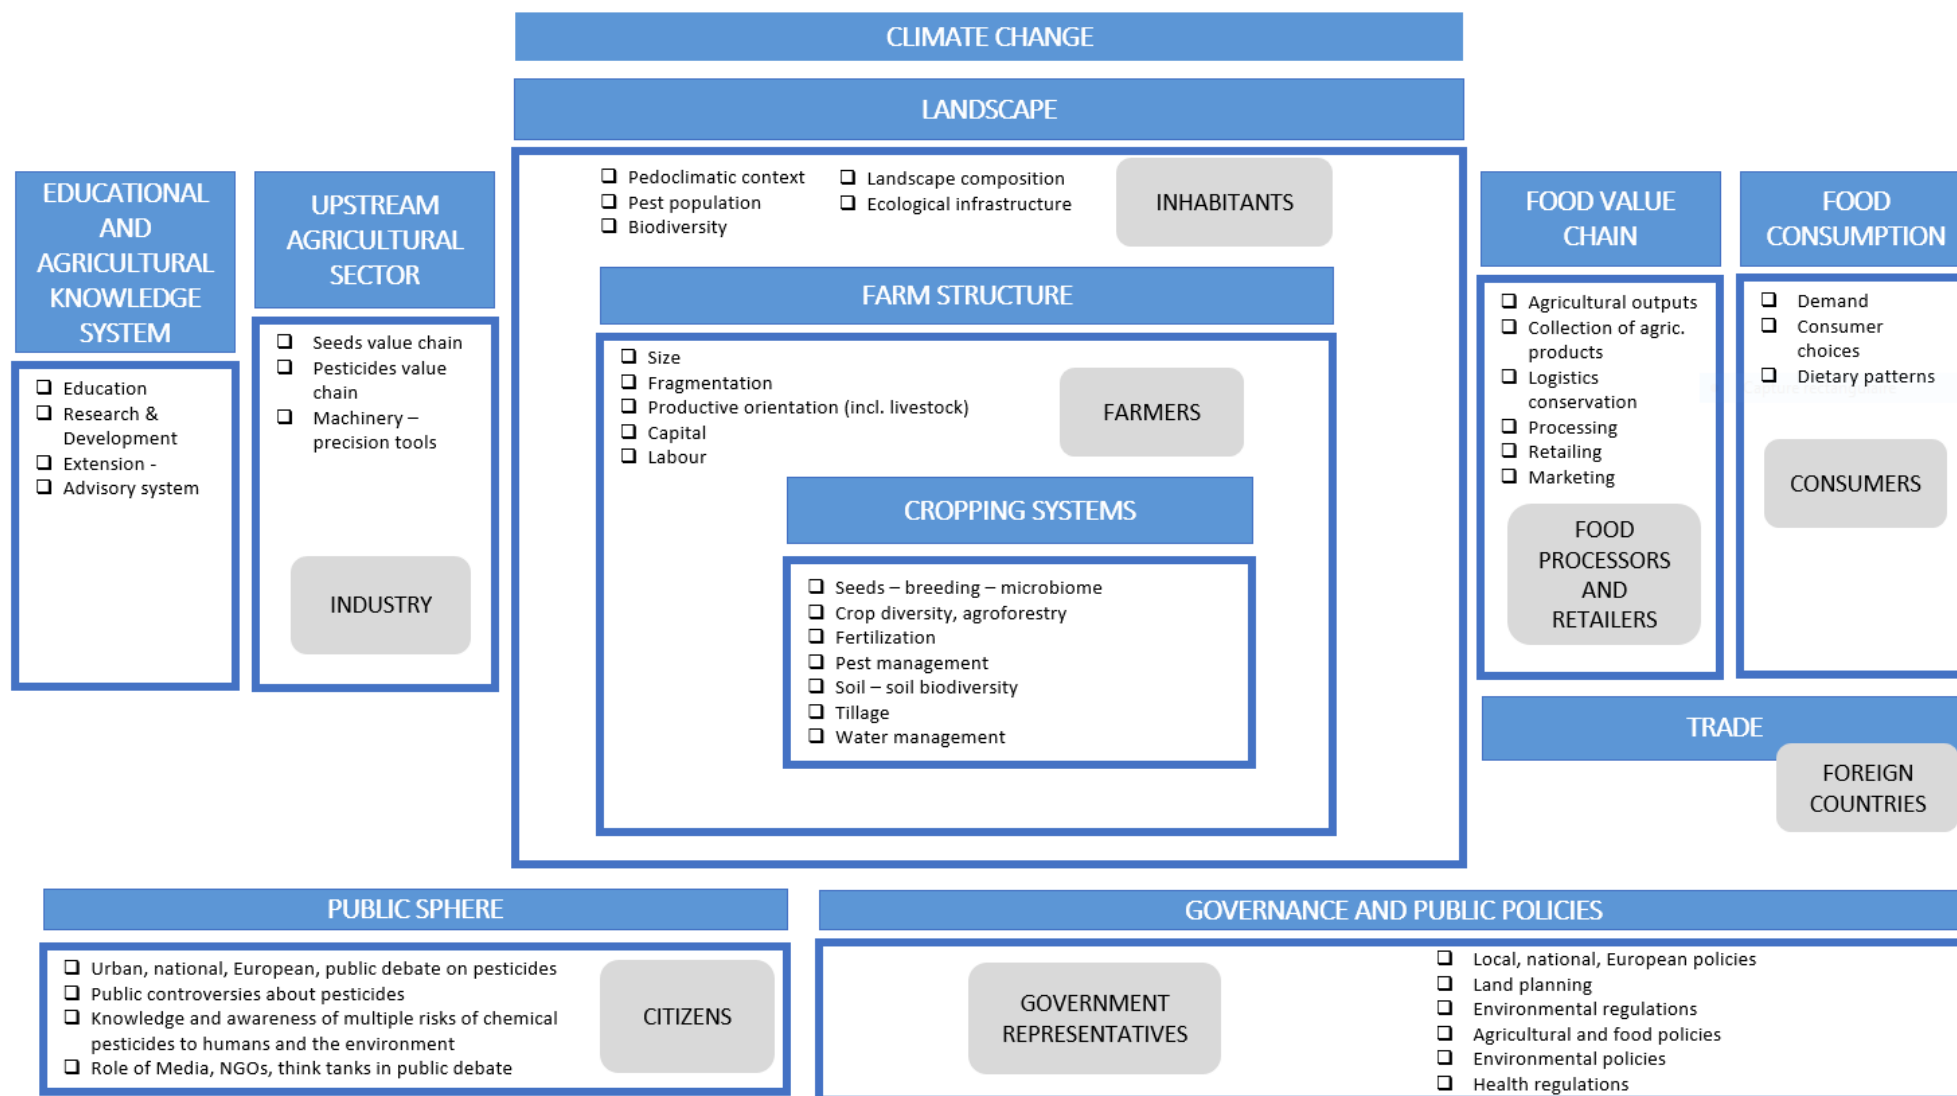 CLIMATE CHANGE
LANDSCAPE
❑ Pedoclimatic context
❑ Pest population
❑ Biodiversity
❑ Landscape composition
❑ Ecological infrastructure
INHABITANTS
EDUCATIONAL
AND
AGRICULTURAL
KNOWLEDGE
SYSTEM
❑ Education
❑ Research &
Development
❑ Extension -
❑ Advisory system
UPSTREAM
AGRICULTURAL
SECTOR
❑ Seeds value chain
❑ Pesticides value
chain
❑ Machinery –
precision tools
INDUSTRY
FARM STRUCTURE
❑ Size
❑ Fragmentation
❑ Productive orientation (incl. livestock)
❑ Capital
❑ Labour
FARMERS
CROPPING SYSTEMS
❑ Seeds – breeding – microbiome
❑ Crop diversity, agroforestry
❑ Fertilization
❑ Pest management
❑ Soil – soil biodiversity
❑ Tillage
❑ Water management
FOOD VALUE
CHAIN
❑ Agricultural outputs
❑ Collection of agric.
products
❑ Logistics
conservation
❑ Processing
❑ Retailing
❑ Marketing
FOOD
PROCESSORS
AND
RETAILERS
FOOD
CONSUMPTION
❑ Demand
❑ Consumer
choices
❑ Dietary patterns
CONSUMERS
TRADE
FOREIGN
COUNTRIES
PUBLIC SPHERE
❑ Urban, national, European, public debate on pesticides
❑ Public controversies about pesticides
❑ Knowledge and awareness of multiple risks of chemical
pesticides to humans and the environment
❑ Role of Media, NGOs, think tanks in public debate
CITIZENS
GOVERNANCE AND PUBLIC POLICIES
GOVERNMENT
REPRESENTATIVES
❑ Local, national, European policies
❑ Land planning
❑ Environmental regulations
❑ Agricultural and food policies
❑ Environmental policies
❑ Health regulations